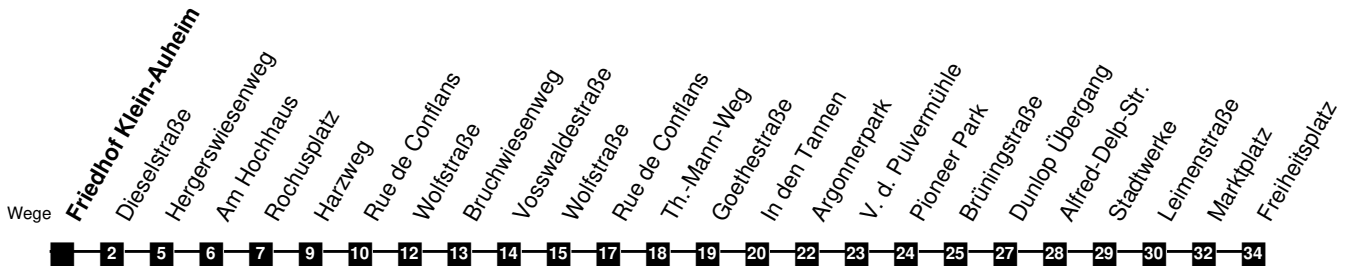 Friedhof Klein-Auheim
Dieselstraße
Hergerswiesenweg
Am Hochhaus
Rochusplatz
Harzweg
Rue de Conflans
Wolfstraße
Bruchwiesenweg
Vosswaldestraße
Wolfstraße
Rue de Conflans
Th.-Mann-Weg
Goethestraße
In den Tannen
Argonnerpark
V. d. Pulvermühle
Pioneer Park
Brüningstraße
Dunlop Übergang
Alfred-Delp-Str.
Stadtwerke
Leimenstraße
Marktplatz
Freiheitsplatz
Wege
2 5 6 7 9 10 12 13 14 15 17 18 19 20 22 23 24 25 27 28 29 30 32 34